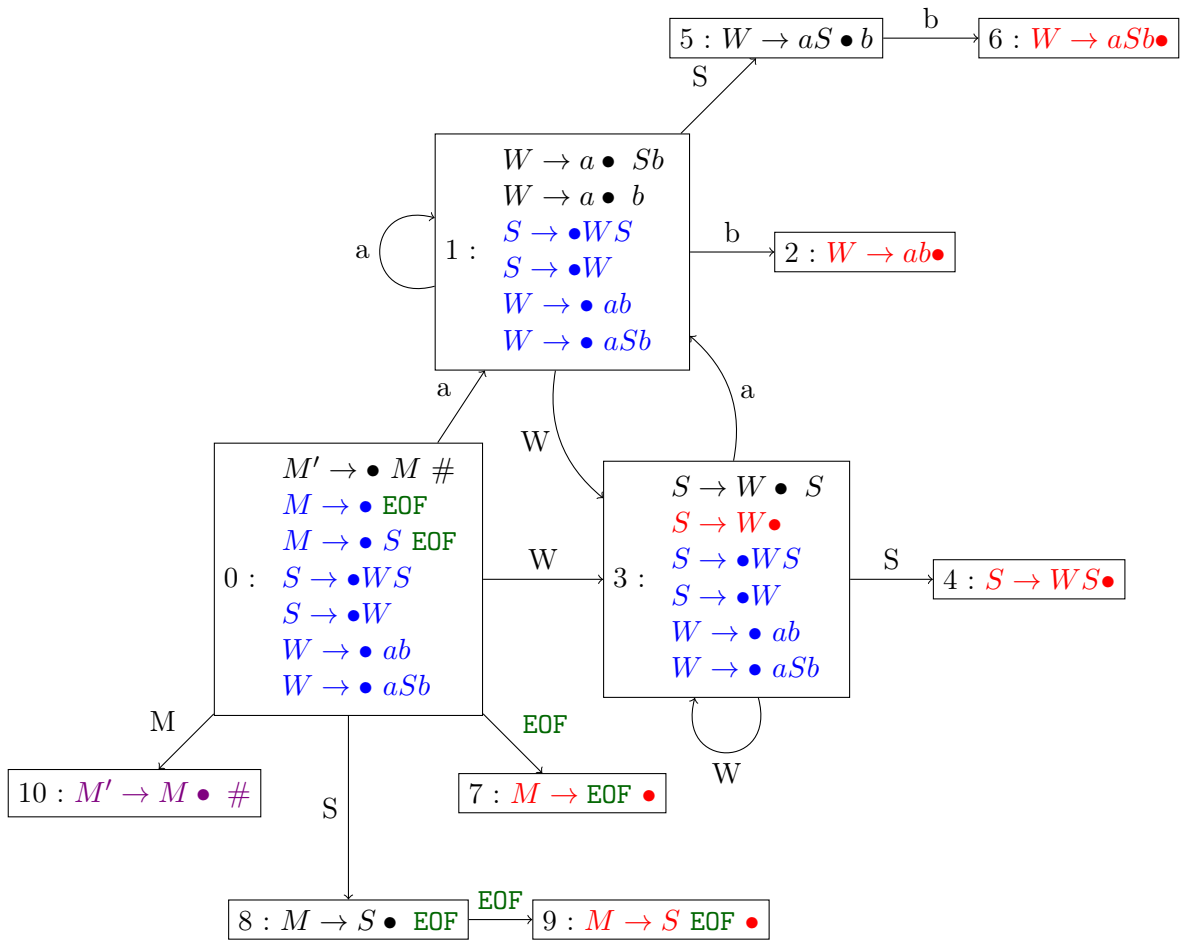 5 : W → aS • b
b
6 : W → aSb•
S
1 :
W → a • Sb
W → a • b
S → •WS
S → •W
W → • ab
W → • aSb
a
b
2 : W → ab•
a
W
a
0 :
M′ → • M #
M → • EOF
M → • S EOF
S → •WS
S → •W
W → • ab
W → • aSb
W
3 :
S → W • S
S → W•
S → •WS
S → •W
W → • ab
W → • aSb
S
4 : S → WS•
W
M
EOF
10 : M′ → M • #
S
7 : M → EOF •
8 : M → S • EOF
EOF
9 : M → S EOF •